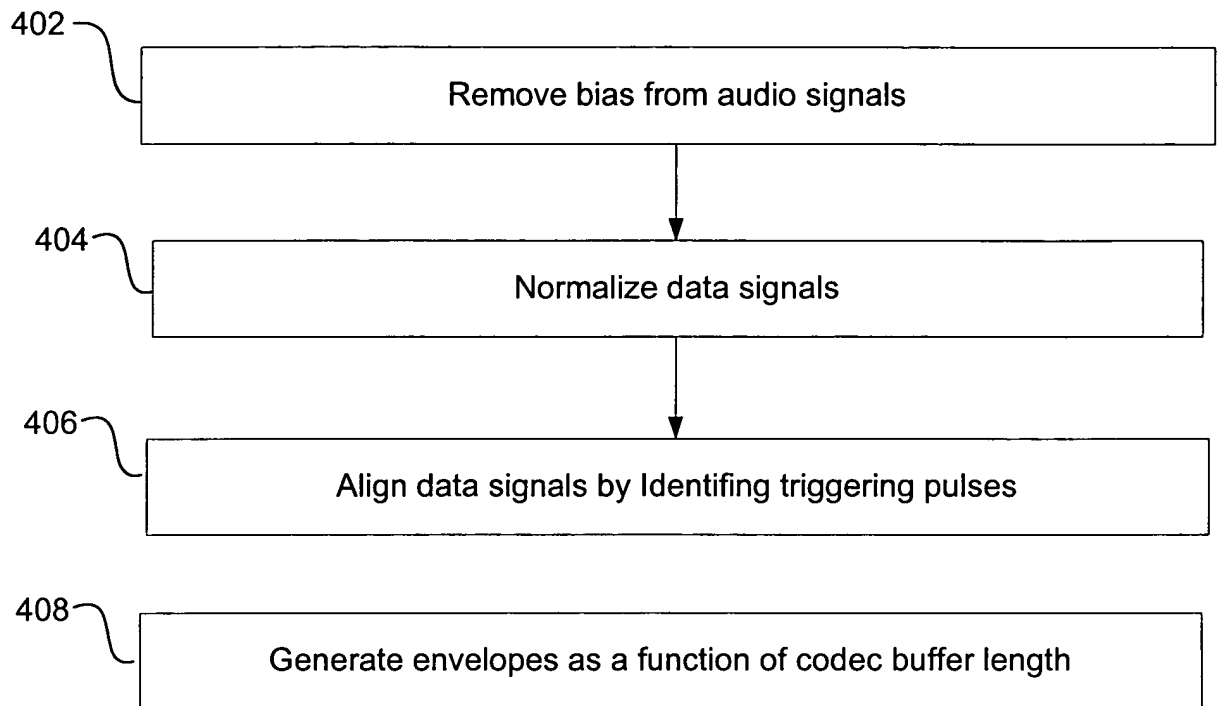 402
Remove bias from audio signals
404
Normalize data signals
406
Align data signals by Identifing triggering pulses
408
Generate envelopes as a function of codec buffer length